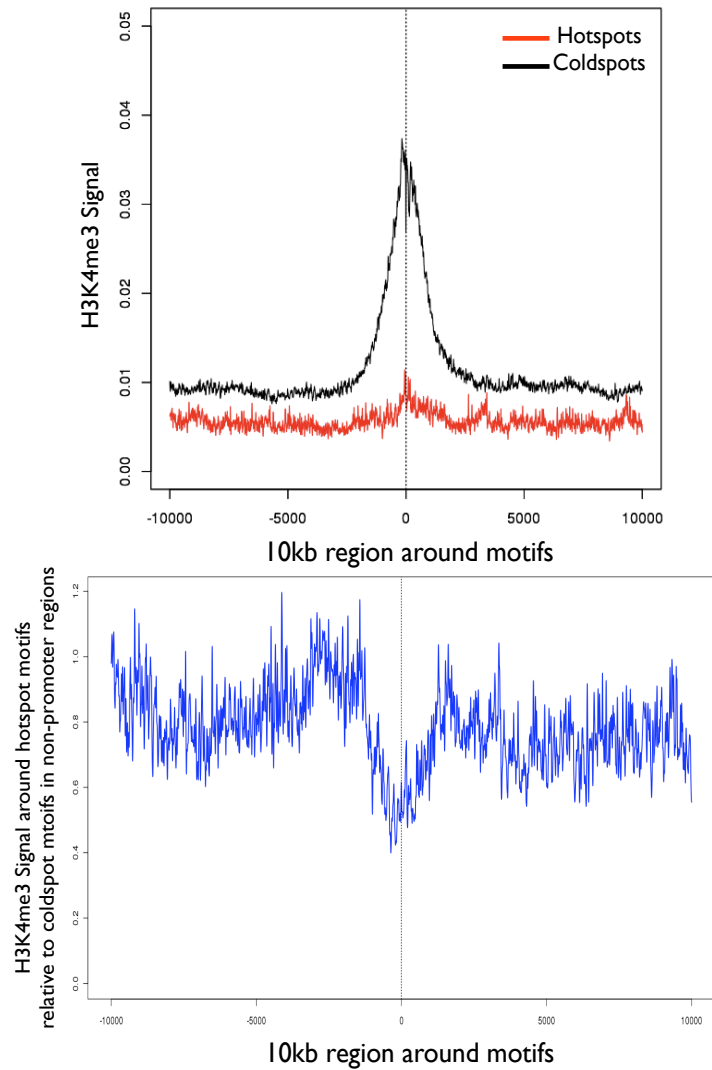 0.05
Hotspots
Coldspots
0.04
0.03
0.02
0.01
0.00
H3K4me3 Signal
-10000 -5000 0 5000 10000
10kb region around motifs
1.2
1.0
0.8
0.6
0.4
0.2
0.0
H3K4me3 Signal around hotspot motifs
relative to coldspot mtoifs in non-promoter regions
-10000 -5000 0 5000 10000
10kb region around motifs